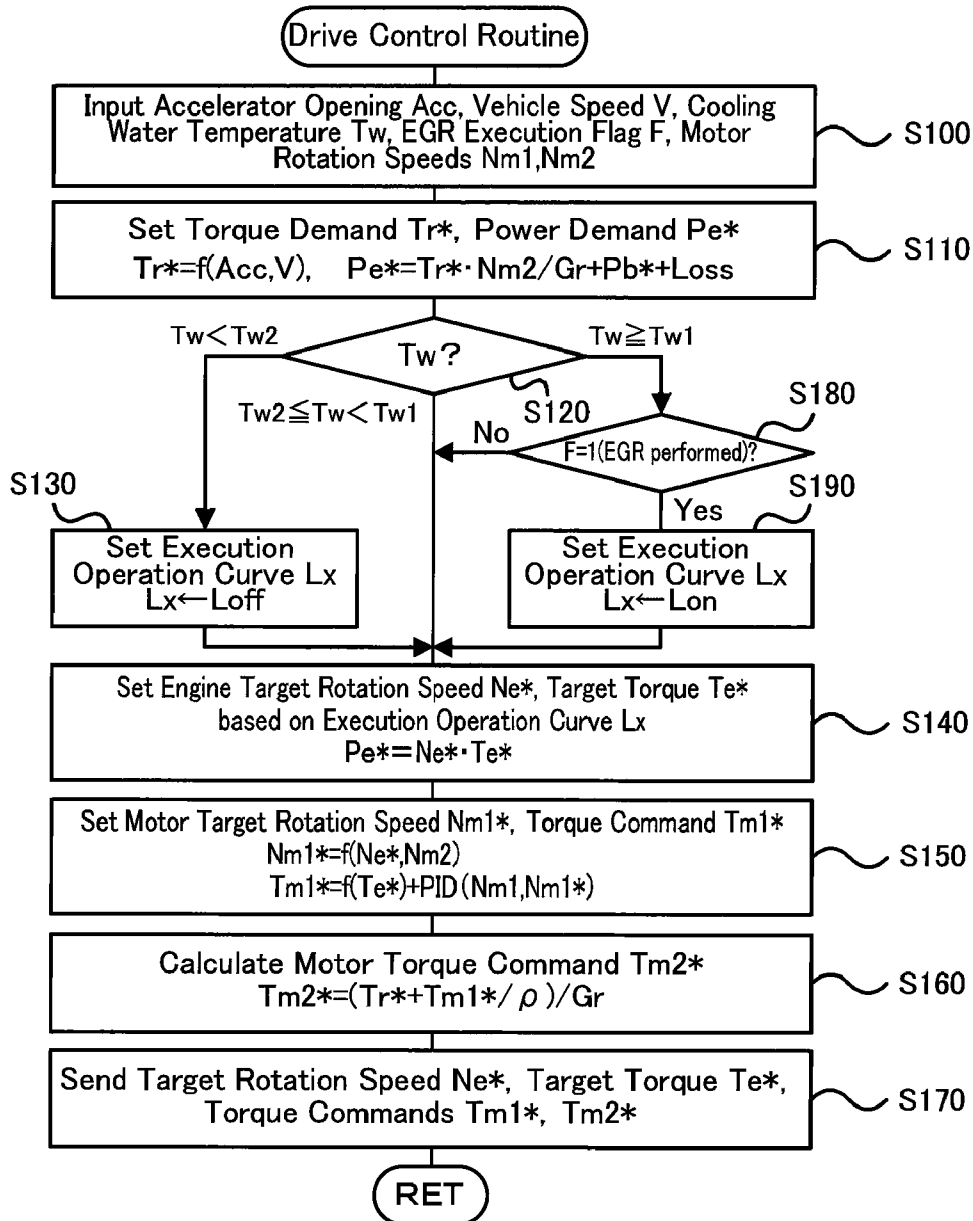 Drive Control Routine
Input Accelerator Opening Acc, Vehicle Speed V, Cooling
Water Temperature Tw, EGR Execution Flag F, Motor
Rotation Speeds Nm1,Nm2
S100
Set Torque Demand Tr*, Power Demand Pe*
Tr*=f(Acc,V), Pe*=Tr*·Nm2/Gr+Pb*+Loss
S110
Tw<Tw2
Tw?
Tw≧Tw1
S120
Tw2≦Tw<Tw1
S180
No
F=1(EGR performed)?
Yes
S130
Set Execution
Operation Curve Lx
Lx←Loff
S190
Set Execution
Operation Curve Lx
Lx←Lon
Set Engine Target Rotation Speed Ne*, Target Torque Te*
based on Execution Operation Curve Lx
Pe*=Ne*·Te*
S140
Set Motor Target Rotation Speed Nm1*, Torque Command Tm1*
Nm1*=f(Ne*,Nm2)
Tm1*=f(Te*)+PID(Nm1,Nm1*)
S150
Calculate Motor Torque Command Tm2*
Tm2*=(Tr*+Tm1*/ρ)/Gr
S160
Send Target Rotation Speed Ne*, Target Torque Te*,
Torque Commands Tm1*, Tm2*
S170
RET